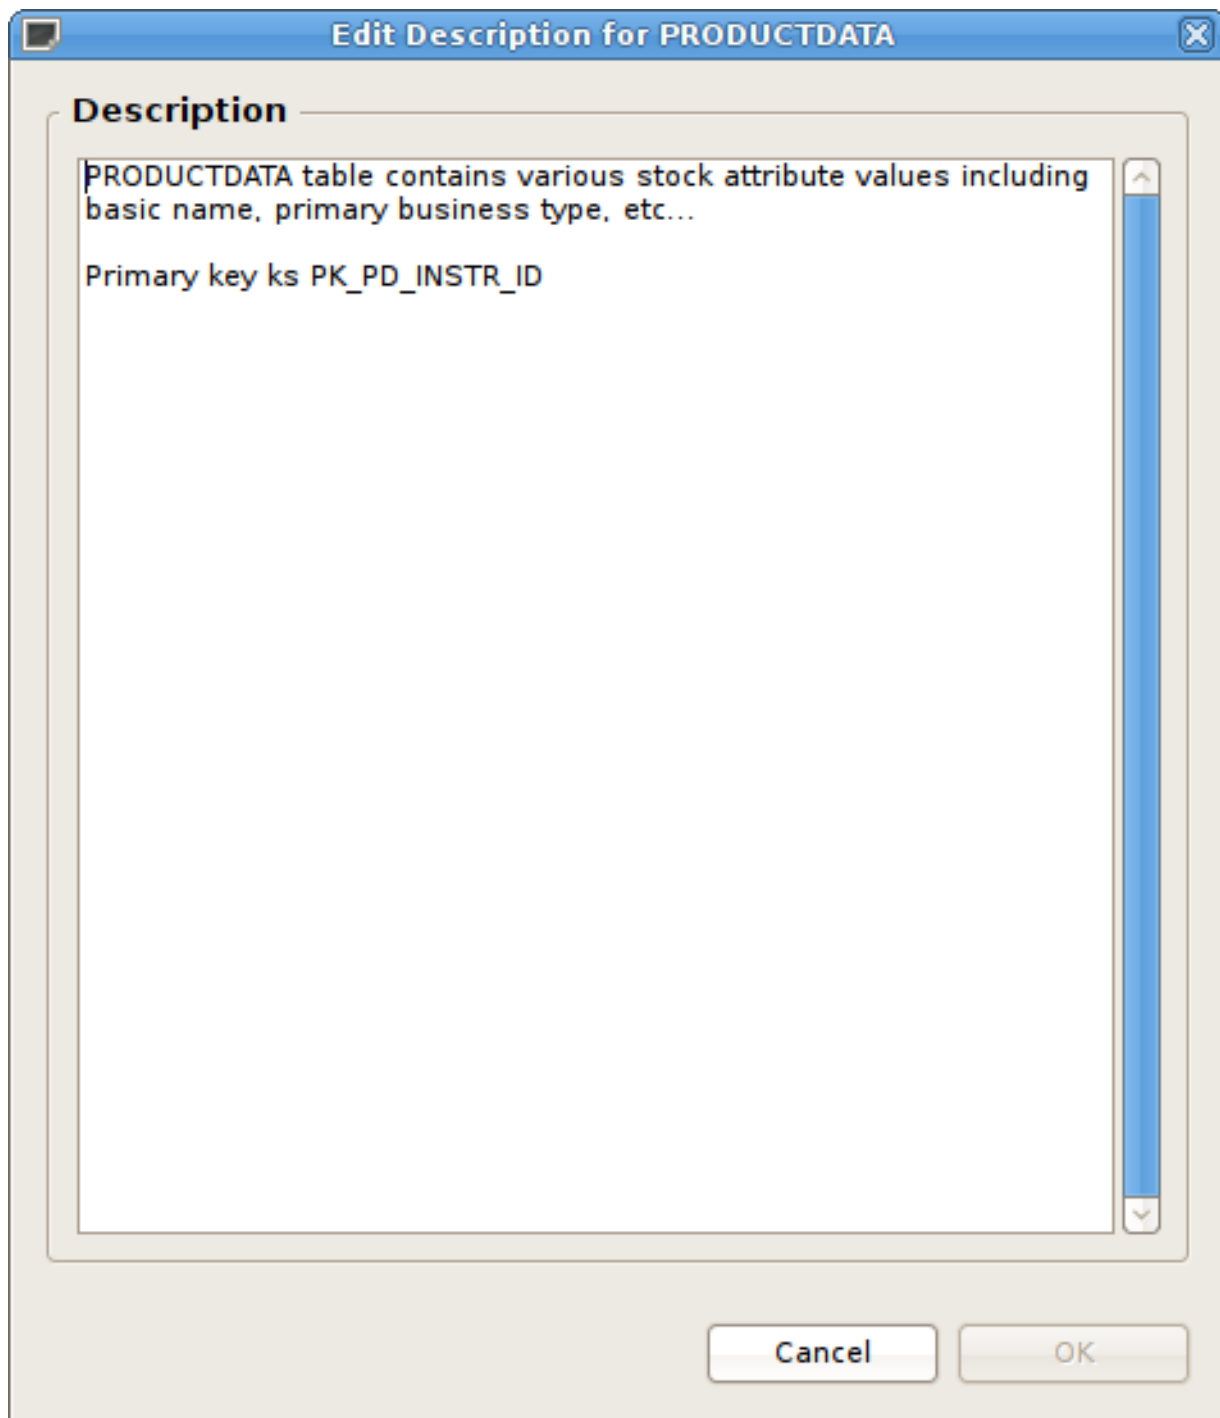 Edit Description for PRODUCTDATA
Description
PRODUCTDATA table contains various stock attribute values including
basic name, primary business type, etc...
Primary key ks PK_PD_INSTR_ID
Cancel
OK